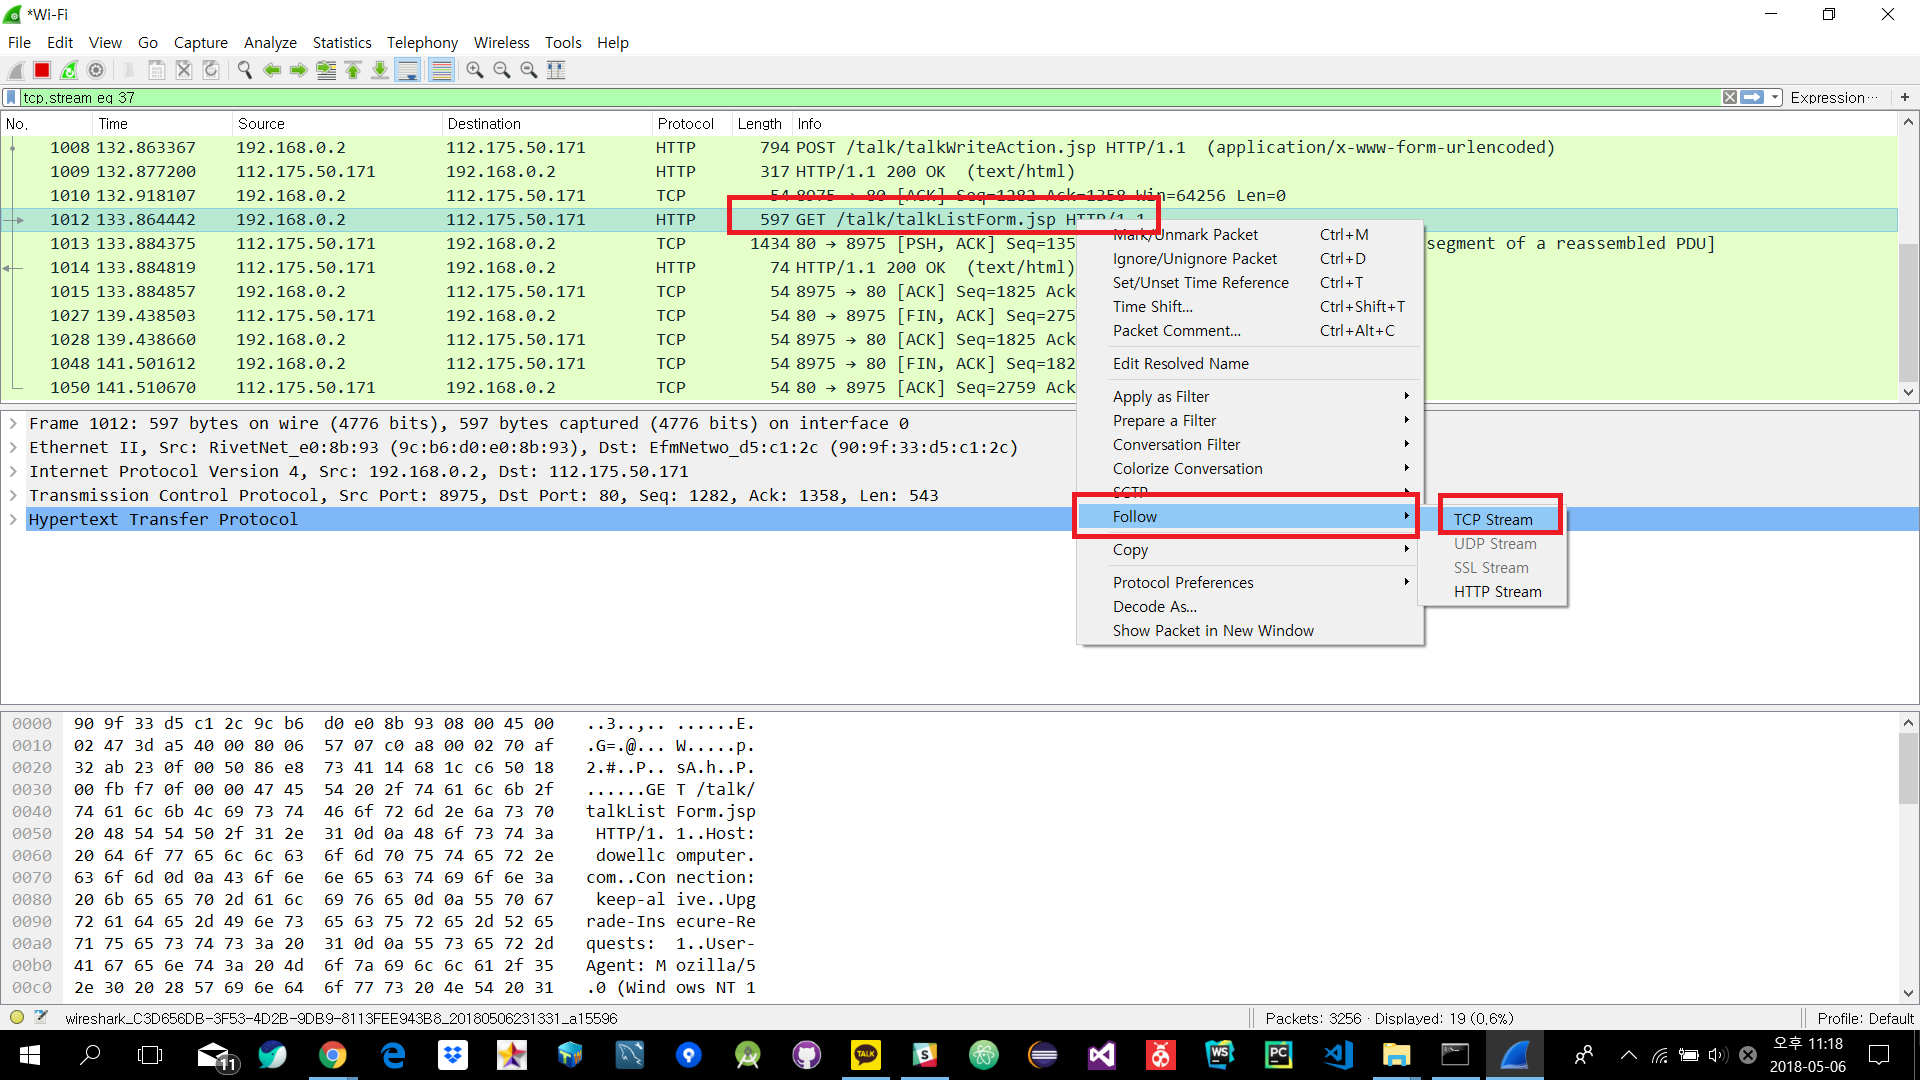 *Wi-Fi
File Edit View Go Capture Analyze Statistics Telephony Wireless Tools Help
tcp.stream eq 37 Expression… +
No. Time Source Destination Protocol Length Info
1008 132.863367 192.168.0.2 112.175.50.171 HTTP 794 POST /talk/talkWriteAction.jsp HTTP/1.1 (application/x-www-form-urlencoded)
1009 132.877200 112.175.50.171 192.168.0.2 HTTP 317 HTTP/1.1 200 OK (text/html)
1010 132.918107 192.168.0.2 112.175.50.171 TCP 54 8975 → 80 [ACK] Seq=1282 Ack=1358 Win=64256 Len=0
1012 133.864442 192.168.0.2 112.175.50.171 HTTP 597 GET /talk/talkListForm.jsp HTTP/1.1
1013 133.884375 112.175.50.171 192.168.0.2 TCP 1434 80 → 8975 [PSH, ACK] Seq=135 segment of a reassembled PDU]
1014 133.884819 112.175.50.171 192.168.0.2 HTTP 74 HTTP/1.1 200 OK (text/html)
1015 133.884857 192.168.0.2 112.175.50.171 TCP 54 8975 → 80 [ACK] Seq=1825 Ack
1027 139.438503 112.175.50.171 192.168.0.2 TCP 54 80 → 8975 [FIN, ACK] Seq=275
1028 139.438660 192.168.0.2 112.175.50.171 TCP 54 8975 → 80 [ACK] Seq=1825 Ack
1048 141.501612 192.168.0.2 112.175.50.171 TCP 54 8975 → 80 [FIN, ACK] Seq=182
1050 141.510670 112.175.50.171 192.168.0.2 TCP 54 80 → 8975 [ACK] Seq=2759 Ack
Mark/Unmark Packet Ctrl+M
Ignore/Unignore Packet Ctrl+D
Set/Unset Time Reference Ctrl+T
Time Shift... Ctrl+Shift+T
Packet Comment... Ctrl+Alt+C
Edit Resolved Name
Apply as Filter
Prepare a Filter
Conversation Filter
Colorize Conversation
SCTP
Follow
Copy
Protocol Preferences
Decode As...
Show Packet in New Window
TCP Stream
UDP Stream
SSL Stream
HTTP Stream
Frame 1012: 597 bytes on wire (4776 bits), 597 bytes captured (4776 bits) on interface 0
Ethernet II, Src: RivetNet_e0:8b:93 (9c:b6:d0:e0:8b:93), Dst: EfmNetwo_d5:c1:2c (90:9f:33:d5:c1:2c)
Internet Protocol Version 4, Src: 192.168.0.2, Dst: 112.175.50.171
Transmission Control Protocol, Src Port: 8975, Dst Port: 80, Seq: 1282, Ack: 1358, Len: 543
Hypertext Transfer Protocol
0000 90 9f 33 d5 c1 2c 9c b6 d0 e0 8b 93 08 00 45 00 ..3..,.. ......E.
0010 02 47 3d a5 40 00 80 06 57 07 c0 a8 00 02 70 af .G=.@... W.....p.
0020 32 ab 23 0f 00 50 86 e8 73 41 14 68 1c c6 50 18 2.#..P.. sA.h..P.
0030 00 fb f7 0f 00 00 47 45 54 20 2f 74 61 6c 6b 2f ......GE T /talk/
0040 74 61 6c 6b 4c 69 73 74 46 6f 72 6d 2e 6a 73 70 talkList Form.jsp
0050 20 48 54 54 50 2f 31 2e 31 0d 0a 48 6f 73 74 3a HTTP/1. 1..Host:
0060 20 64 6f 77 65 6c 6c 63 6f 6d 70 75 74 65 72 2e dowellc omputer.
0070 63 6f 6d 0d 0a 43 6f 6e 6e 65 63 74 69 6f 6e 3a com..Con nection:
0080 20 6b 65 65 70 2d 61 6c 69 76 65 0d 0a 55 70 67 keep-al ive..Upg
0090 72 61 64 65 2d 49 6e 73 65 63 75 72 65 2d 52 65 rade-Ins ecure-Re
00a0 71 75 65 73 74 73 3a 20 31 0d 0a 55 73 65 72 2d quests: 1..User-
00b0 41 67 65 6e 74 3a 20 4d 6f 7a 69 6c 6c 61 2f 35 Agent: M ozilla/5
00c0 2e 30 20 28 57 69 6e 64 6f 77 73 20 4e 54 20 31 .0 (Wind ows NT 1
wireshark_C3D656DB-3F53-4D2B-9DB9-8113FEE943B8_20180506231331_a15596 Packets: 3256 · Displayed: 19 (0.6%) Profile: Default
11 TALK WS PC 오후 11:18
2018-05-06